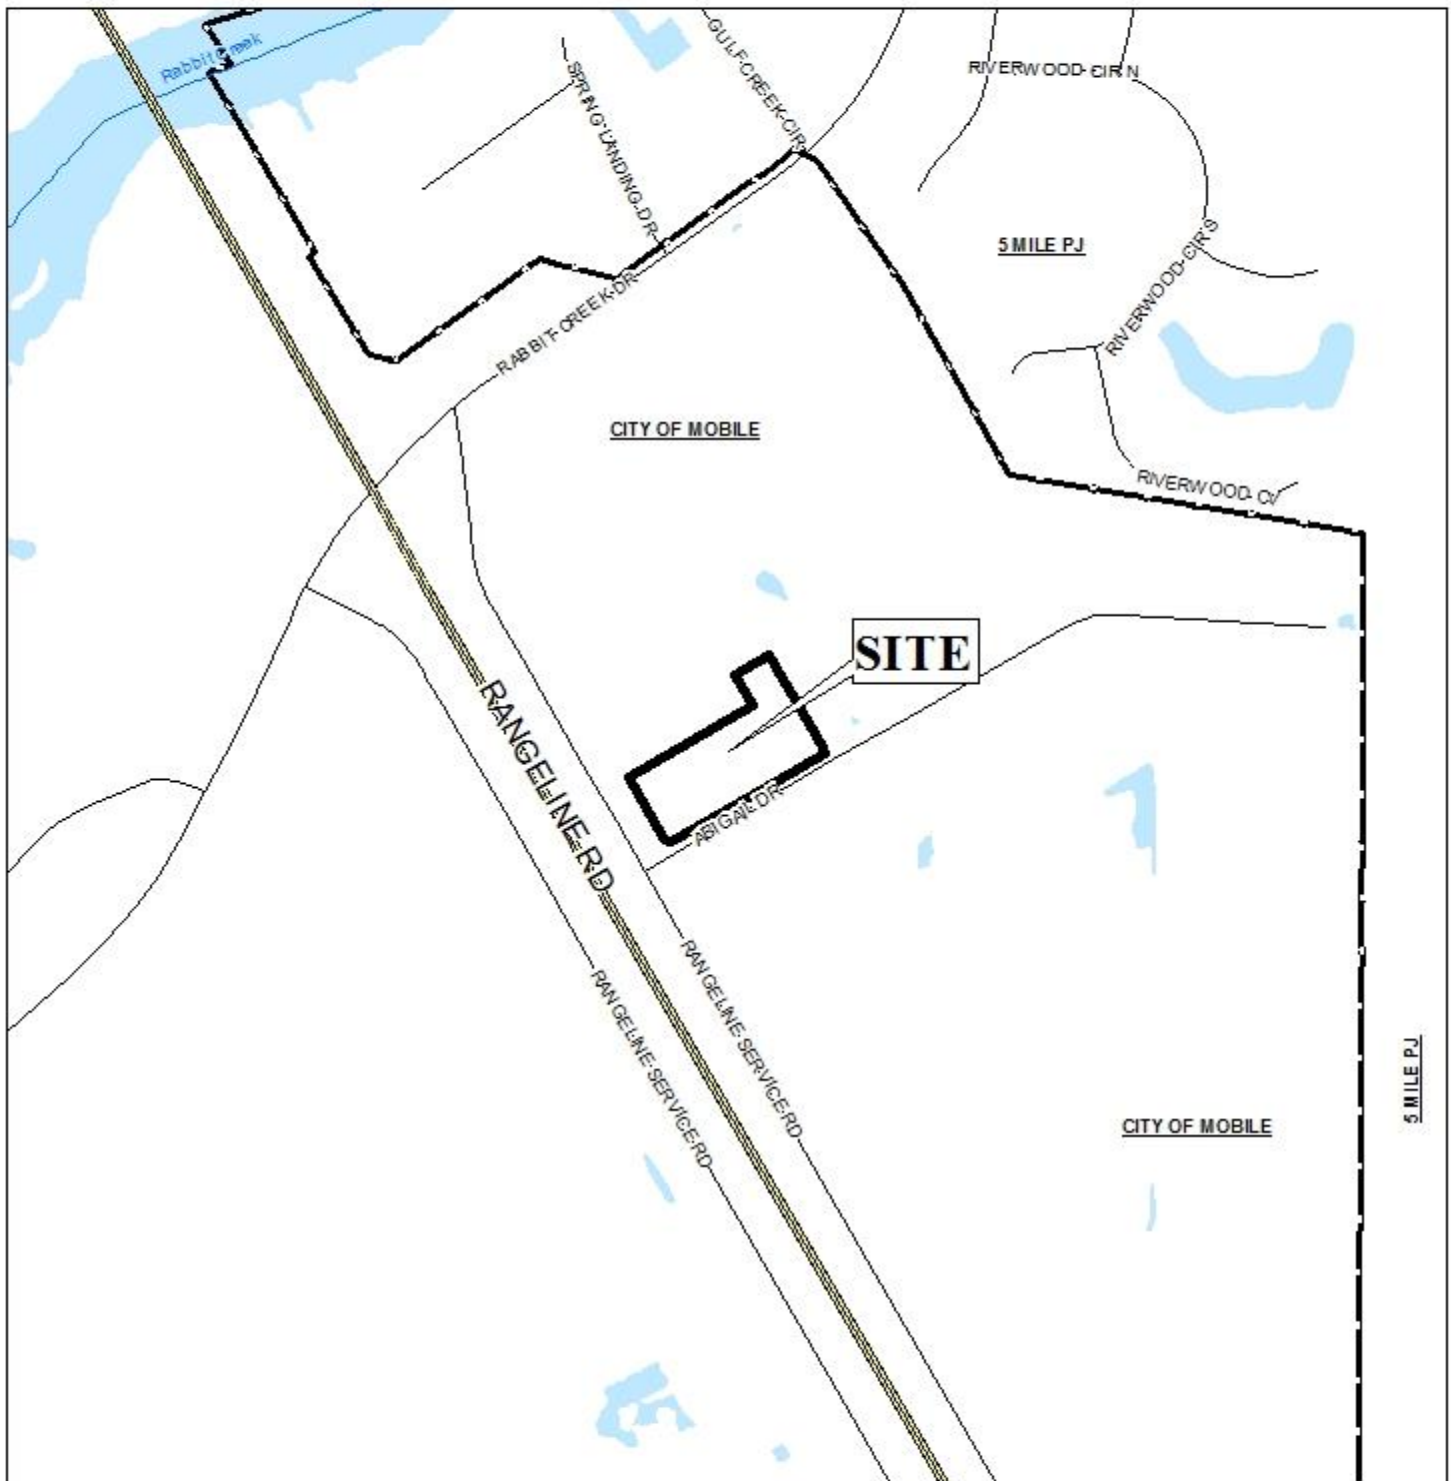 Rabbit Creek
SPRING LANDING DR
GULF CREEK CIR
RIVERWOOD CIR N
5 MILE PJ
RIVERWOOD CIR S
RABBIT CREEK DR
CITY OF MOBILE
RIVERWOOD CV
SITE
RANGELINE RD
ABIGAIL DR
RANGELINE SERVICE RD
RANGELINE SERVICE RD
5 MILE PJ
CITY OF MOBILE